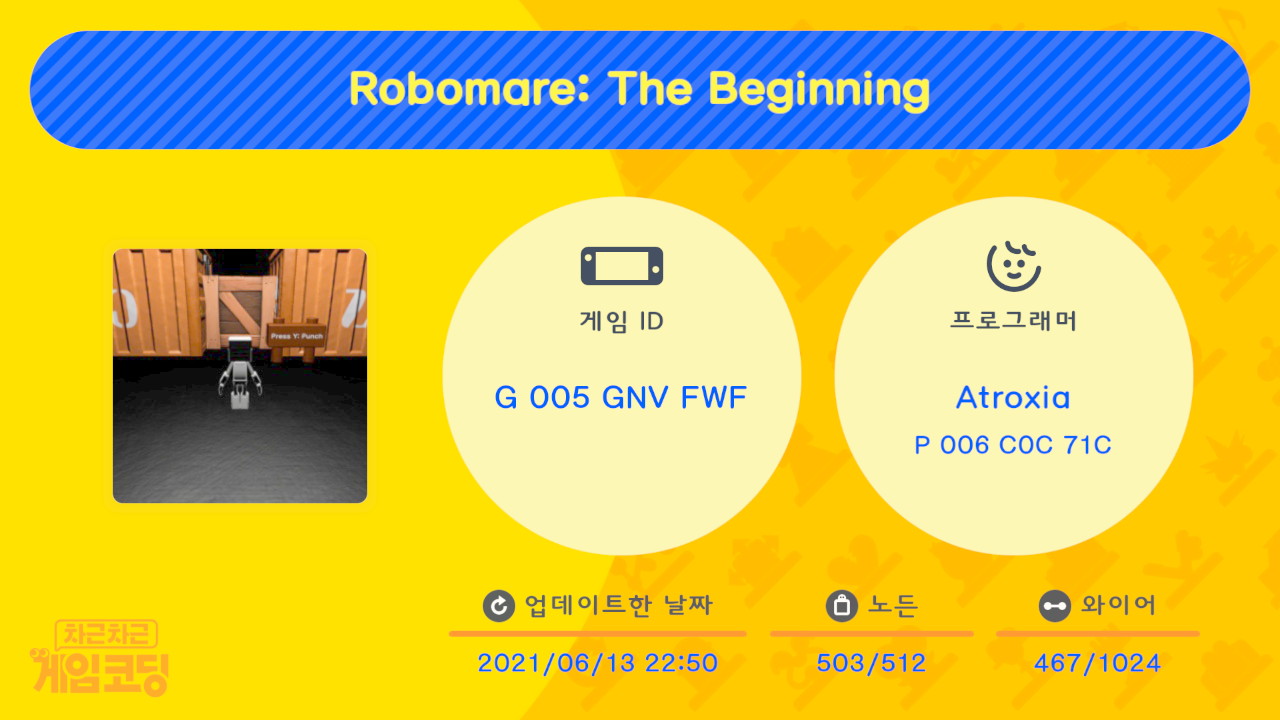 Robomare: The Beginning
Press Y: Punch
게임 ID
G 005 GNV FWF
프로그래머
Atroxia
P 006 C0C 71C
업데이트한 날짜
2021/06/13 22:50
노든
503/512
와이어
467/1024
차근차근
게임코딩